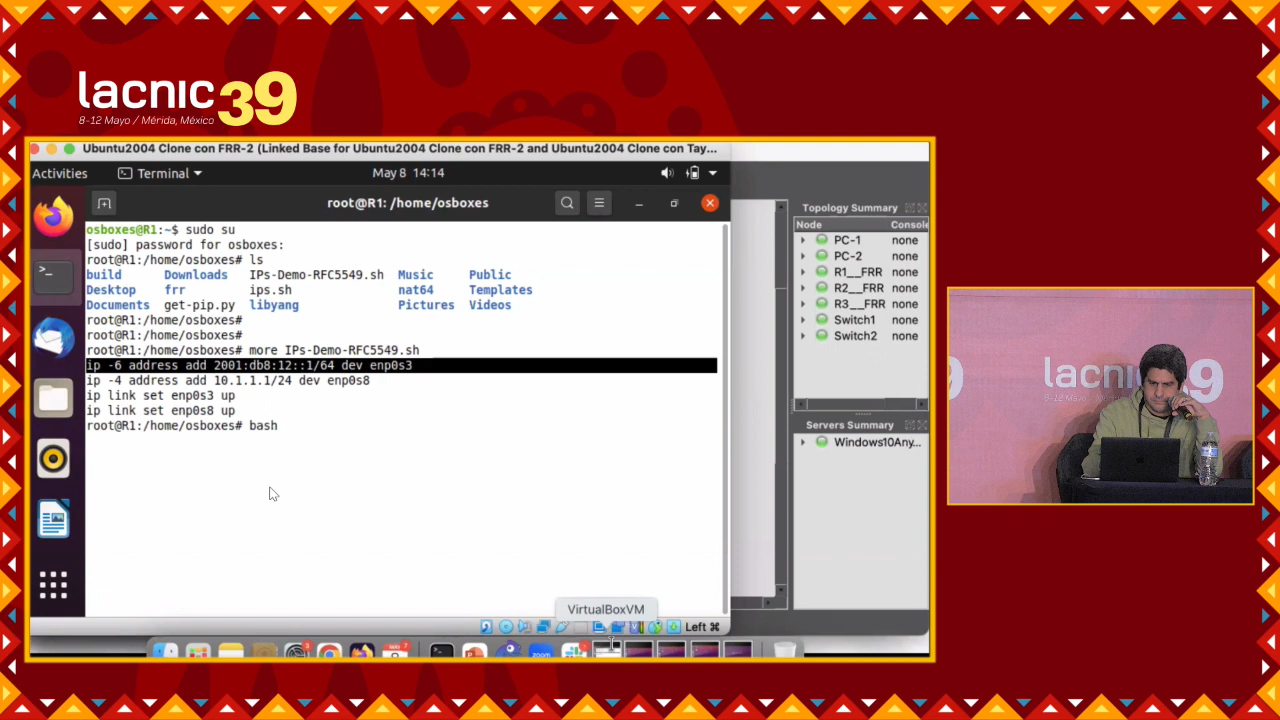 lacnic39
8-12 Mayo / Mérida, México
Ubuntu2004 Clone con FRR-2 (Linked Base for Ubuntu2004 Clone con FRR-2 and Ubuntu2004 Clone con Tay...
Activities
Terminal
May 8 14:14
root@R1: /home/osboxes
osboxes@R1:~$ sudo su
[sudo] password for osboxes:
root@R1:/home/osboxes# ls
build Downloads IPs-Demo-RFC5549.sh Music Public
Desktop frr ips.sh nat64 Templates
Documents get-pip.py libyang Pictures Videos
root@R1:/home/osboxes#
root@R1:/home/osboxes#
root@R1:/home/osboxes# more IPs-Demo-RFC5549.sh
ip -6 address add 2001:db8:12::1/64 dev enp0s3
ip -4 address add 10.1.1.1/24 dev enp0s8
ip link set enp0s3 up
ip link set enp0s8 up
root@R1:/home/osboxes# bash
VirtualBoxVM
Left ⌘
zoom
Topology Summary
Node Console
PC-1 none
PC-2 none
R1__FRR none
R2__FRR none
R3__FRR none
Switch1 none
Switch2 none
Servers Summary
Windows10Any...
lacnic39